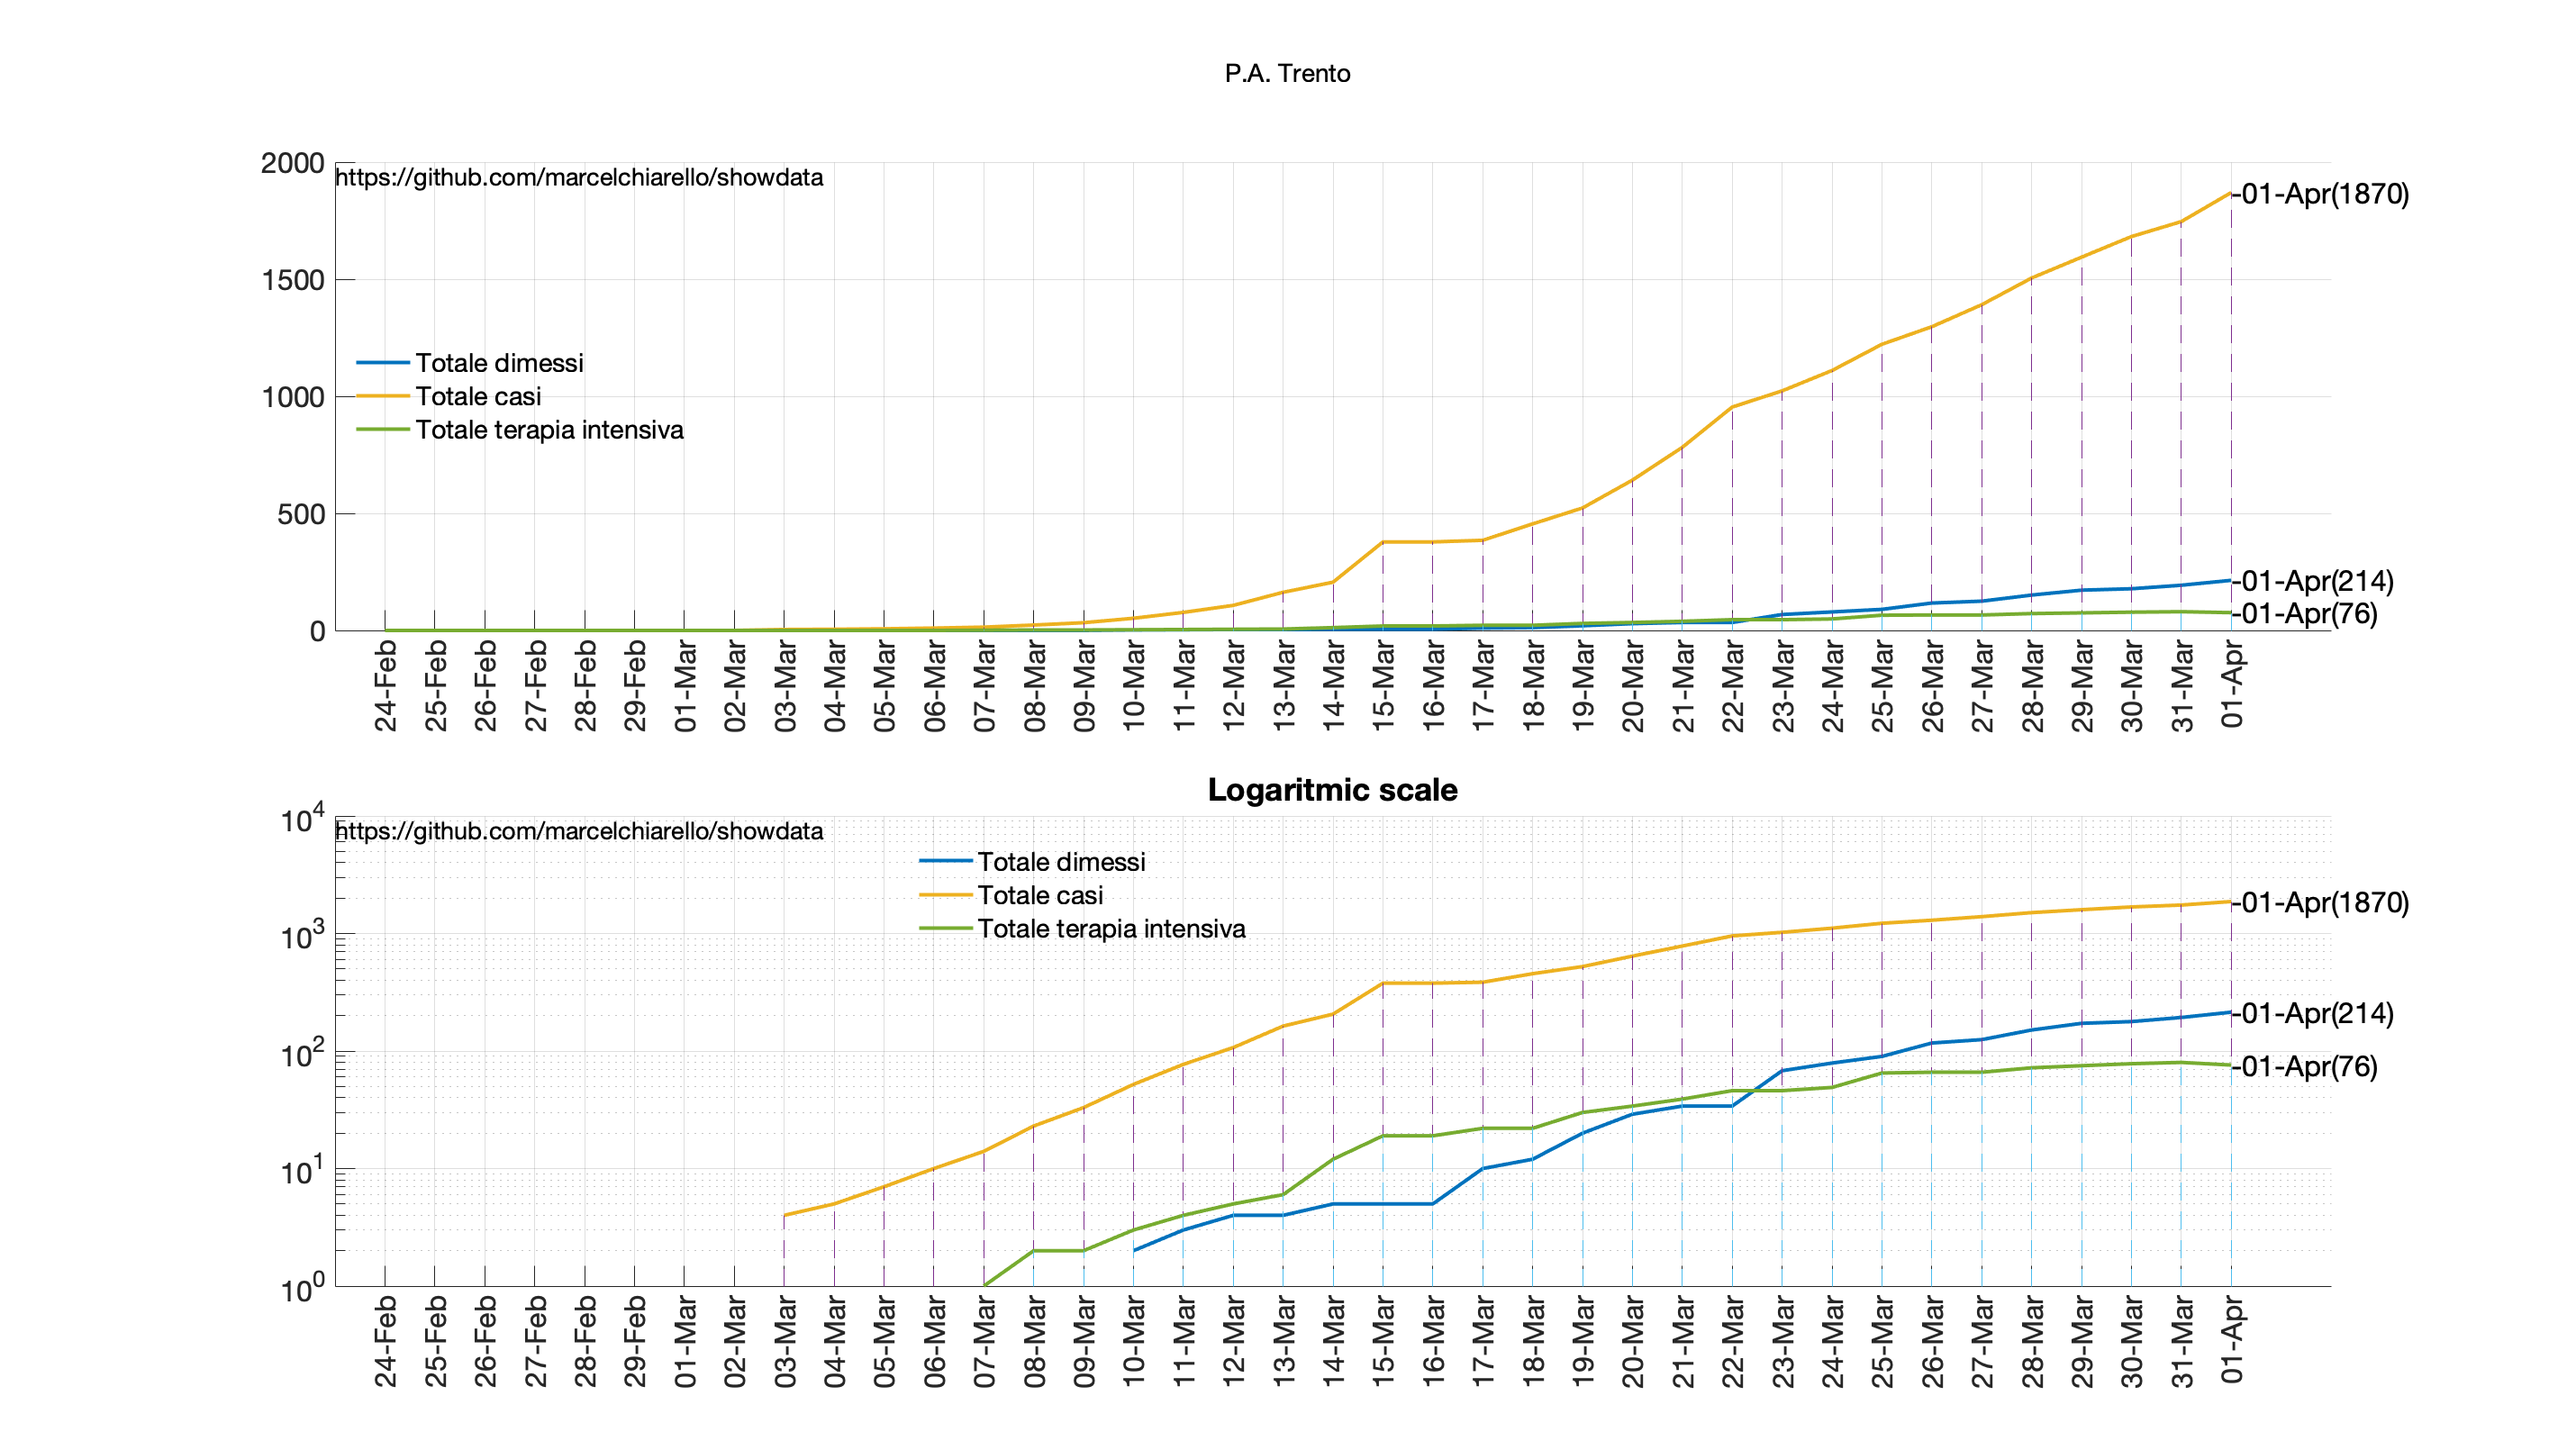 P.A. Trento
2000
https://github.com/marcelchiarello/showdata
-01-Apr(1870)
1500
Totale dimessi
1000
Totale casi
Totale terapia intensiva
500
-01-Apr(214)
-01-Apr(76)
0
24-Feb 25-Feb 26-Feb 27-Feb 28-Feb 29-Feb 01-Mar 02-Mar 03-Mar 04-Mar 05-Mar 06-Mar 07-Mar 08-Mar 09-Mar 10-Mar 11-Mar 12-Mar 13-Mar 14-Mar 15-Mar 16-Mar 17-Mar 18-Mar 19-Mar 20-Mar 21-Mar 22-Mar 23-Mar 24-Mar 25-Mar 26-Mar 27-Mar 28-Mar 29-Mar 30-Mar 31-Mar 01-Apr
Logaritmic scale
10^4
https://github.com/marcelchiarello/showdata
Totale dimessi
Totale casi
-01-Apr(1870)
Totale terapia intensiva
10^3
-01-Apr(214)
10^2
-01-Apr(76)
10^1
10^0
24-Feb 25-Feb 26-Feb 27-Feb 28-Feb 29-Feb 01-Mar 02-Mar 03-Mar 04-Mar 05-Mar 06-Mar 07-Mar 08-Mar 09-Mar 10-Mar 11-Mar 12-Mar 13-Mar 14-Mar 15-Mar 16-Mar 17-Mar 18-Mar 19-Mar 20-Mar 21-Mar 22-Mar 23-Mar 24-Mar 25-Mar 26-Mar 27-Mar 28-Mar 29-Mar 30-Mar 31-Mar 01-Apr